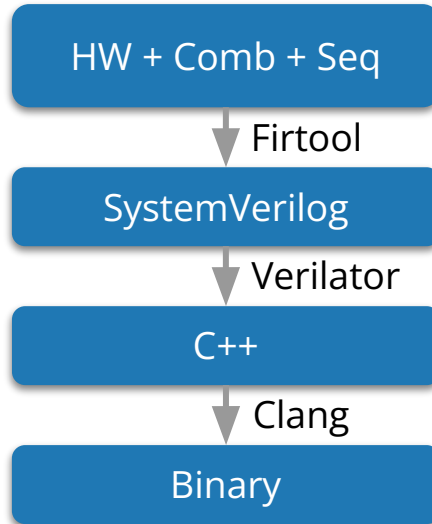 HW + Comb + Seq
Firtool
SystemVerilog
Verilator
C++
Clang
Binary